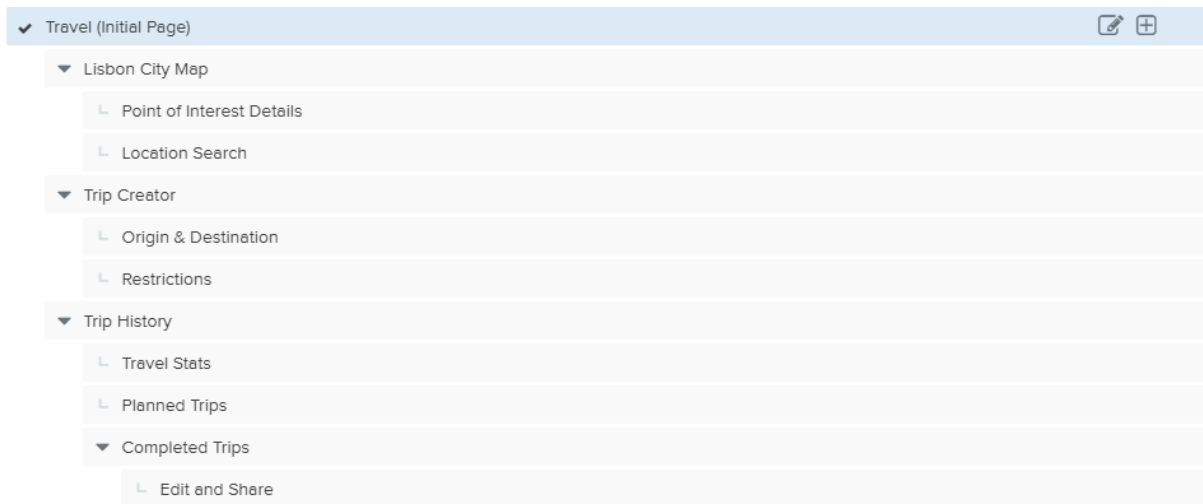 Travel (Initial Page)
Lisbon City Map
Point of Interest Details
Location Search
Trip Creator
Origin & Destination
Restrictions
Trip History
Travel Stats
Planned Trips
Completed Trips
Edit and Share